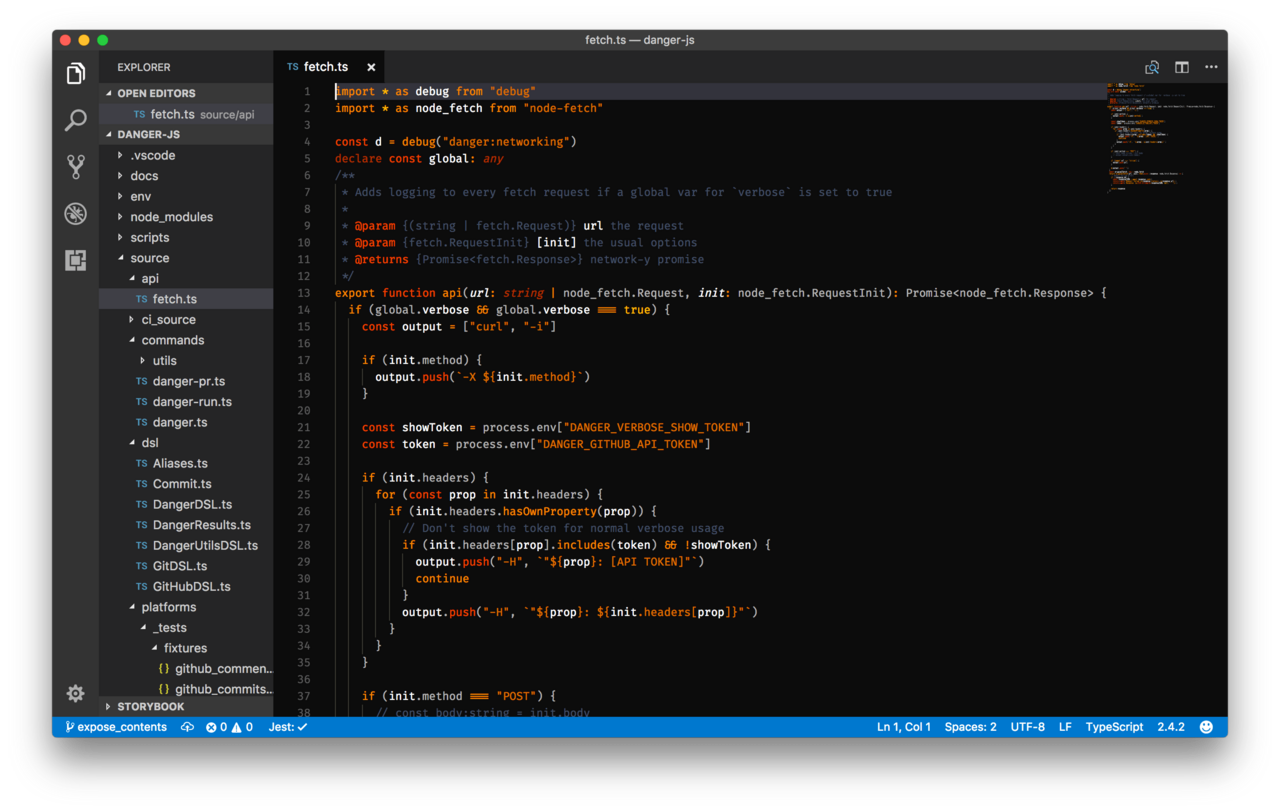 fetch.ts — danger-js
EXPLORER
OPEN EDITORS
TS fetch.ts source/api
DANGER-JS
.vscode
docs
env
node_modules
scripts
source
api
TS fetch.ts
ci_source
commands
utils
TS danger-pr.ts
TS danger-run.ts
TS danger.ts
dsl
TS Aliases.ts
TS Commit.ts
TS DangerDSL.ts
TS DangerResults.ts
TS DangerUtilsDSL.ts
TS GitDSL.ts
TS GitHubDSL.ts
platforms
_tests
fixtures
{} github_commen...
{} github_commits...
STORYBOOK
TS fetch.ts ×
1 import * as debug from "debug"
2 import * as node_fetch from "node-fetch"
3
4 const d = debug("danger:networking")
5 declare const global: any
6 /**
7 * Adds logging to every fetch request if a global var for `verbose` is set to true
8 *
9 * @param {(string | fetch.Request)} url the request
10 * @param {fetch.RequestInit} [init] the usual options
11 * @returns {Promise<fetch.Response>} network-y promise
12 */
13 export function api(url: string | node_fetch.Request, init: node_fetch.RequestInit): Promise<node_fetch.Response> {
14 if (global.verbose && global.verbose === true) {
15 const output = ["curl", "-i"]
16
17 if (init.method) {
18 output.push(`-X ${init.method}`)
19 }
20
21 const showToken = process.env["DANGER_VERBOSE_SHOW_TOKEN"]
22 const token = process.env["DANGER_GITHUB_API_TOKEN"]
23
24 if (init.headers) {
25 for (const prop in init.headers) {
26 if (init.headers.hasOwnProperty(prop)) {
27 // Don't show the token for normal verbose usage
28 if (init.headers[prop].includes(token) && !showToken) {
29 output.push("-H", `"${prop}: [API TOKEN]"`)
30 continue
31 }
32 output.push("-H", `"${prop}: ${init.headers[prop]}"`)
33 }
34 }
35 }
36
37 if (init.method === "POST") {
38 // const body:string = init.body
expose_contents 0 0 Jest: ✓
Ln 1, Col 1 Spaces: 2 UTF-8 LF TypeScript 2.4.2